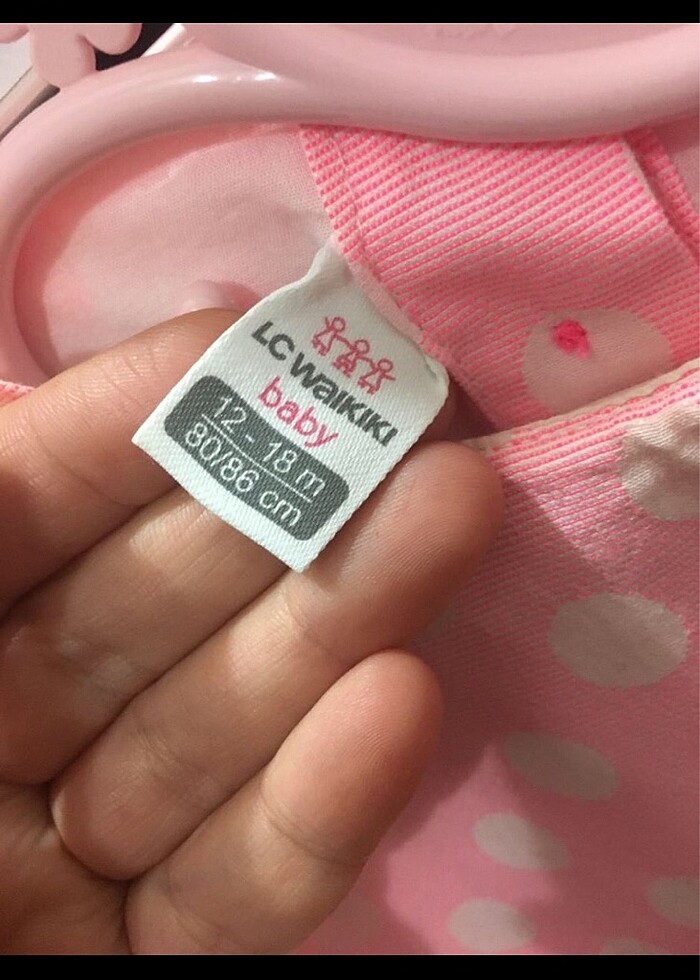 LC WAIKIKI
baby
12 - 18 m
80/86 cm